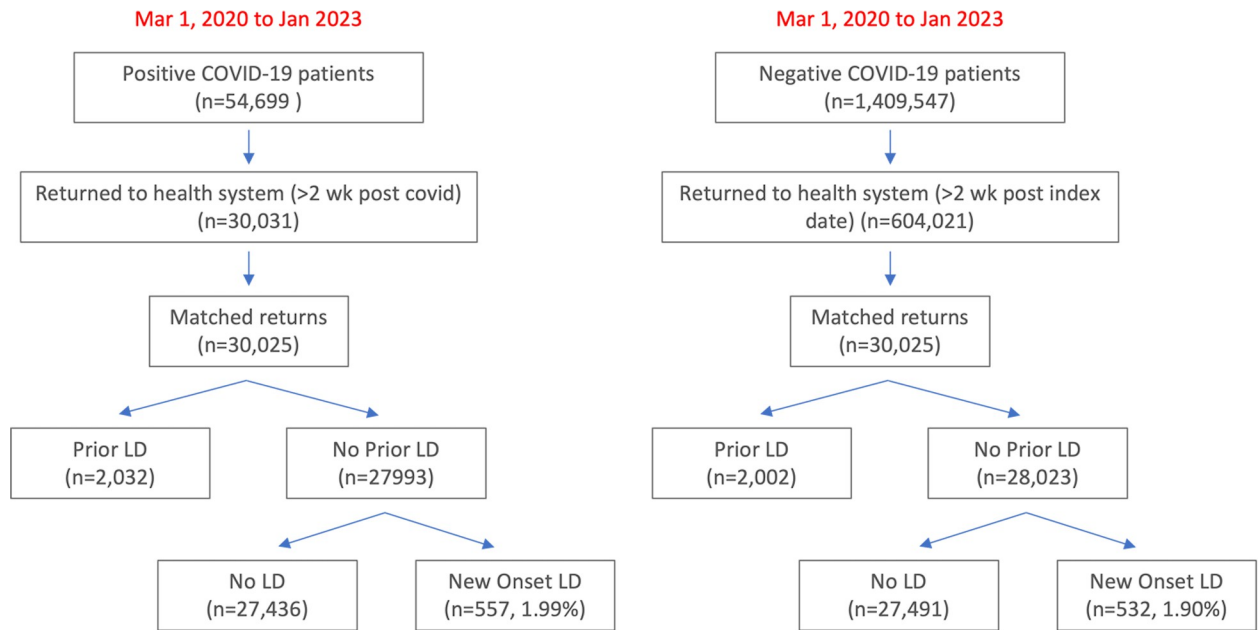 Mar 1, 2020 to Jan 2023
Positive COVID-19 patients
(n=54,699 )
Returned to health system (>2 wk post covid)
(n=30,031)
Matched returns
(n=30,025)
Prior LD
(n=2,032)
No Prior LD
(n=27993)
No LD
(n=27,436)
New Onset LD
(n=557, 1.99%)
Mar 1, 2020 to Jan 2023
Negative COVID-19 patients
(n=1,409,547)
Returned to health system (>2 wk post index
date) (n=604,021)
Matched returns
(n=30,025)
Prior LD
(n=2,002)
No Prior LD
(n=28,023)
No LD
(n=27,491)
New Onset LD
(n=532, 1.90%)